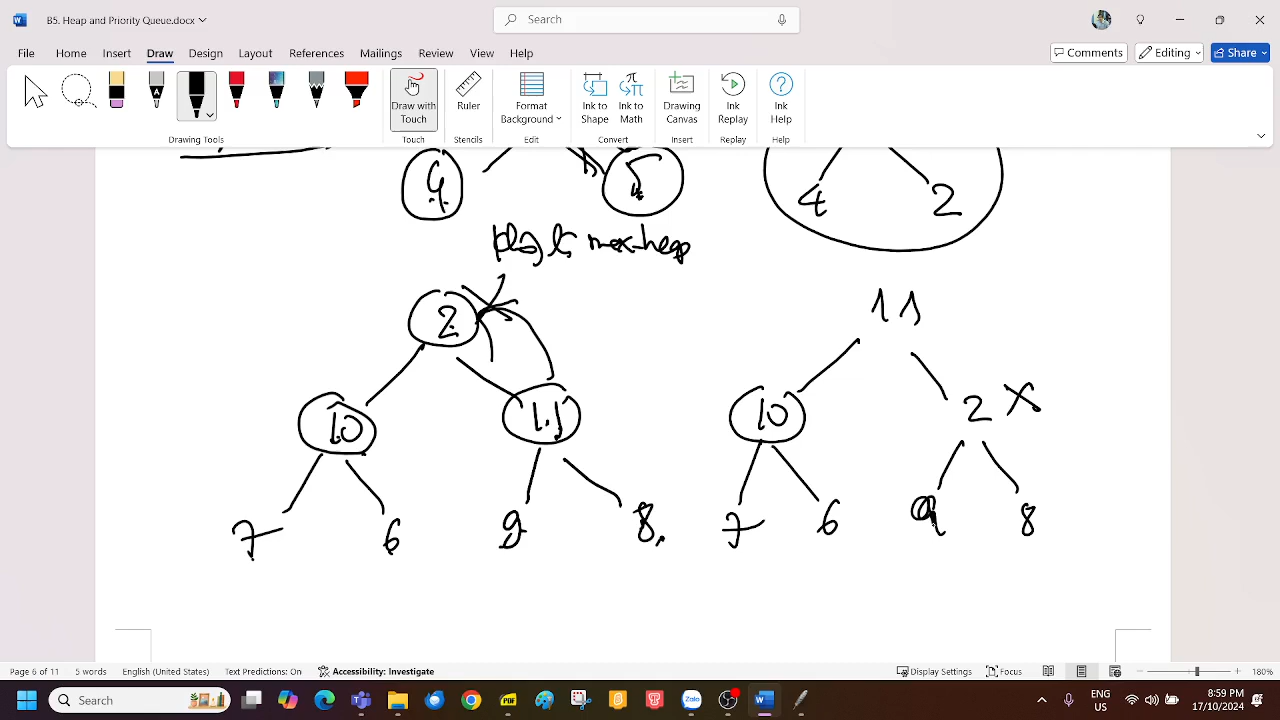 B5. Heap and Priority Queue.docx
Search
File Home Insert Draw Design Layout References Mailings Review View Help
Comments Editing Share
Draw with Touch
Ruler
Format Background
Ink to Shape
Ink to Math
Drawing Canvas
Ink Replay
Ink Help
Drawing Tools Touch Stencils Edit Convert Insert Replay Help
9 5 4 2
max-heap
2 11
10 11 10 2 X
7 6 9 8 7 6 9 8
Page 6 of 11 5 words English (United States) Text Predictions: On Accessibility: Investigate Display Settings Focus 180%
Search PDF Zalo ENG US 8:59 PM 17/10/2024